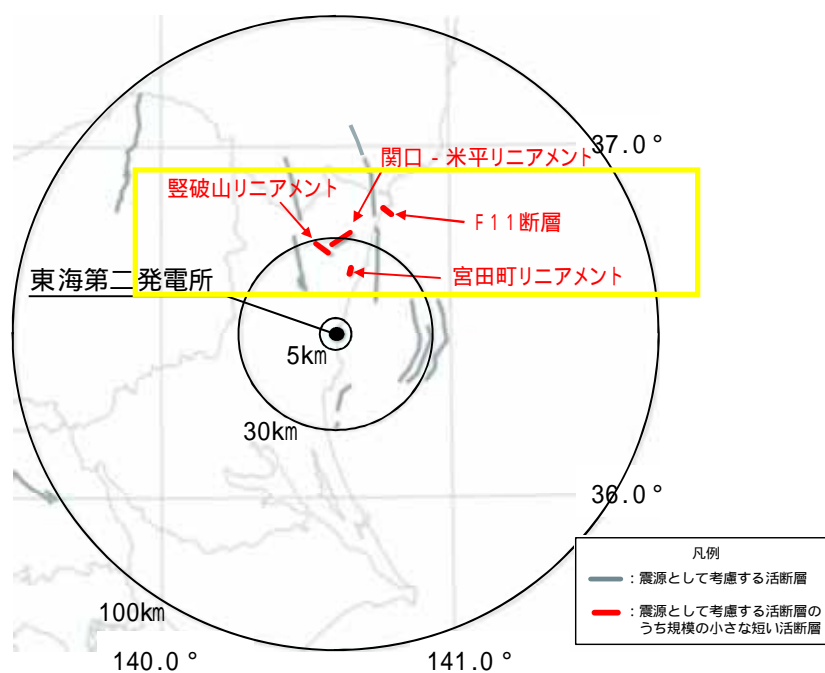 37.0°
関口‐米平リニアメント
竪破山リニアメント
F11断層
宮田町リニアメント
東海第二発電所
5km
30km
36.0°
凡例
：震源として考慮する活断層
：震源として考慮する活断層の
うち規模の小さな短い活断層
100km
140.0°
141.0°